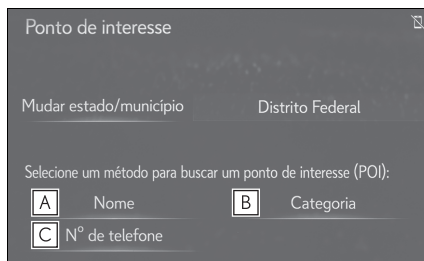 Ponto de interesse
Mudar estado/município Distrito Federal
Selecione um método para buscar um ponto de interesse (POI):
A Nome B Categoria
C Nº de telefone